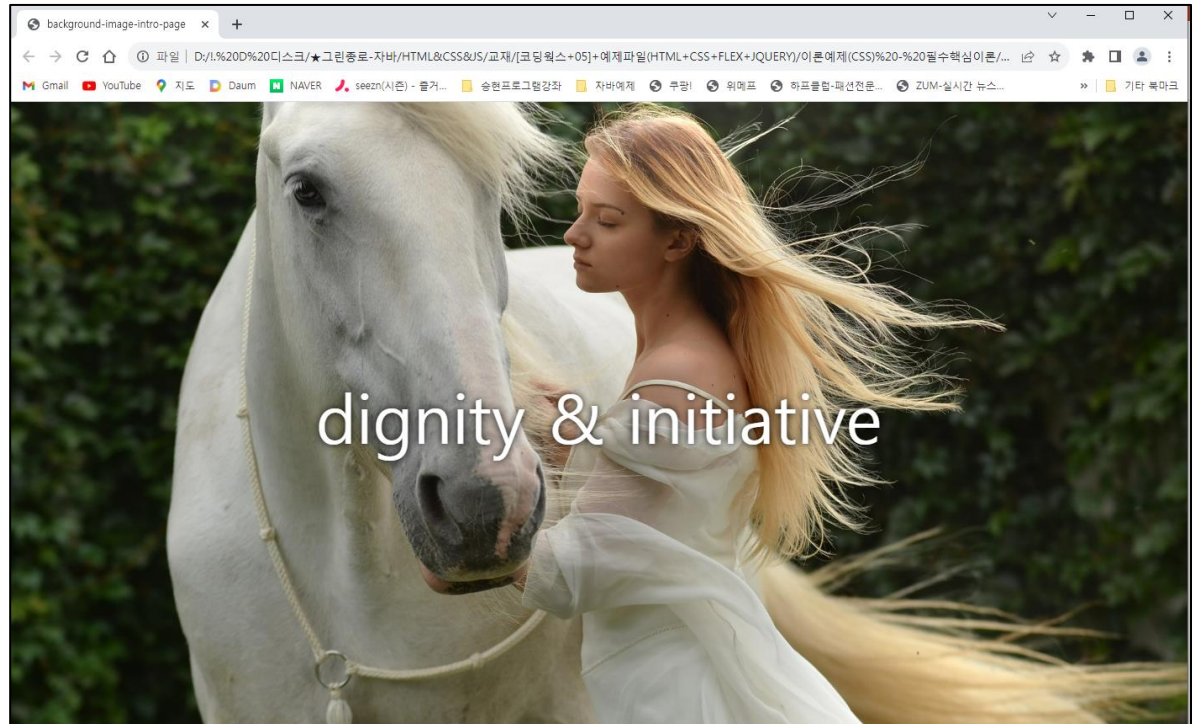 background-image-intro-page
파일 D:/!.%20D%20디스크/★그린종로-자바/HTML&CSS&JS/교재/[코딩웍스+05]+예제파일(HTML+CSS+FLEX+JQUERY)/이론예제(CSS)%20-%20필수핵심이론/...
Gmail YouTube 지도 Daum NAVER seezn(시즌) - 즐거... 승현프로그램강좌 자바예제 쿠팡! 위메프 하프클럽-패션전문... ZUM-실시간 뉴스... » 기타 북마크
dignity & initiative